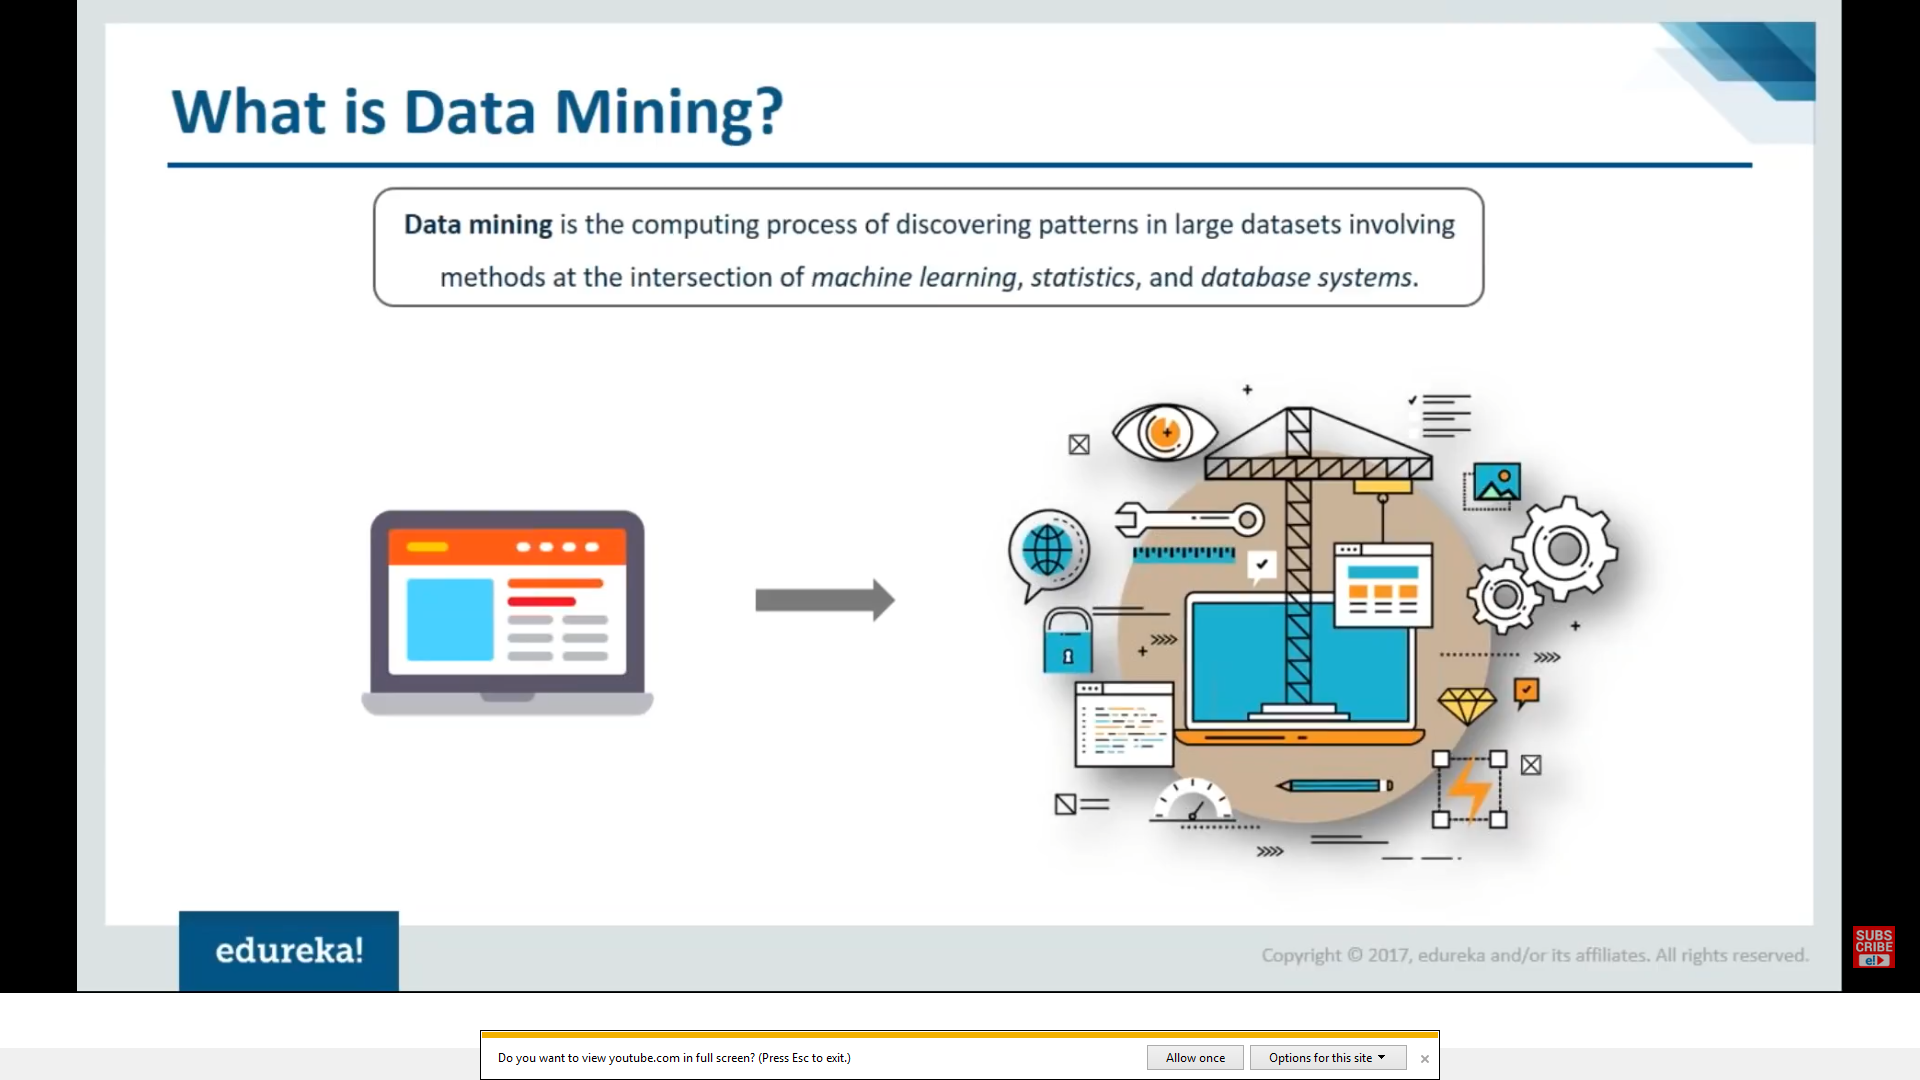 What is Data Mining?
Data mining is the computing process of discovering patterns in large datasets involving
methods at the intersection of machine learning, statistics, and database systems.
edureka!
Copyright © 2017, edureka and/or its affiliates. All rights reserved.
SUBS
CRIBE
e!
Do you want to view youtube.com in full screen? (Press Esc to exit.)
Allow once
Options for this site